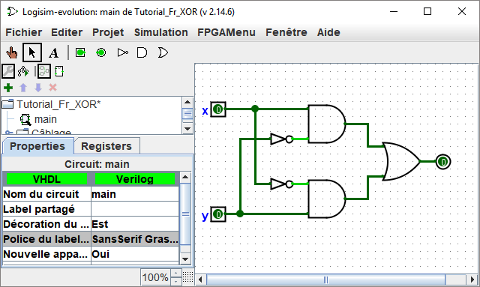 Logisim-evolution: main de Tutorial_Fr_XOR (v 2.14.6)
Fichier Editer Projet Simulation FPGAMenu Fenêtre Aide
A
Tutorial_Fr_XOR*
main
Câblage
Properties Registers
Circuit: main
VHDL Verilog
Nom du circuit main
Label partagé
Décoration du ... Est
Police du label... SansSerif Gras...
Nouvelle appa... Oui
100%
x 0
y 0
0